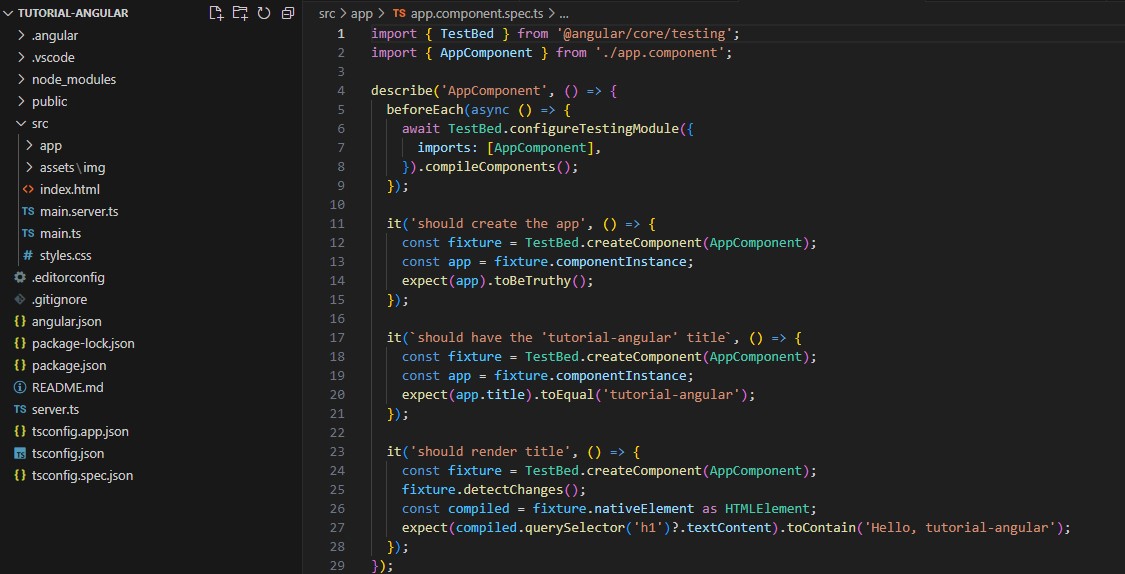 TUTORIAL-ANGULAR
.angular
.vscode
node_modules
public
src
app
assets\img
index.html
TS main.server.ts
TS main.ts
# styles.css
.editorconfig
.gitignore
{} angular.json
{} package-lock.json
{} package.json
README.md
TS server.ts
{} tsconfig.app.json
TS tsconfig.json
{} tsconfig.spec.json
src > app > TS app.component.spec.ts > ...
1 import { TestBed } from '@angular/core/testing';
2 import { AppComponent } from './app.component';
3
4 describe('AppComponent', () => {
5 beforeEach(async () => {
6 await TestBed.configureTestingModule({
7 imports: [AppComponent],
8 }).compileComponents();
9 });
10
11 it('should create the app', () => {
12 const fixture = TestBed.createComponent(AppComponent);
13 const app = fixture.componentInstance;
14 expect(app).toBeTruthy();
15 });
16
17 it(`should have the 'tutorial-angular' title`, () => {
18 const fixture = TestBed.createComponent(AppComponent);
19 const app = fixture.componentInstance;
20 expect(app.title).toEqual('tutorial-angular');
21 });
22
23 it('should render title', () => {
24 const fixture = TestBed.createComponent(AppComponent);
25 fixture.detectChanges();
26 const compiled = fixture.nativeElement as HTMLElement;
27 expect(compiled.querySelector('h1')?.textContent).toContain('Hello, tutorial-angular');
28 });
29 });